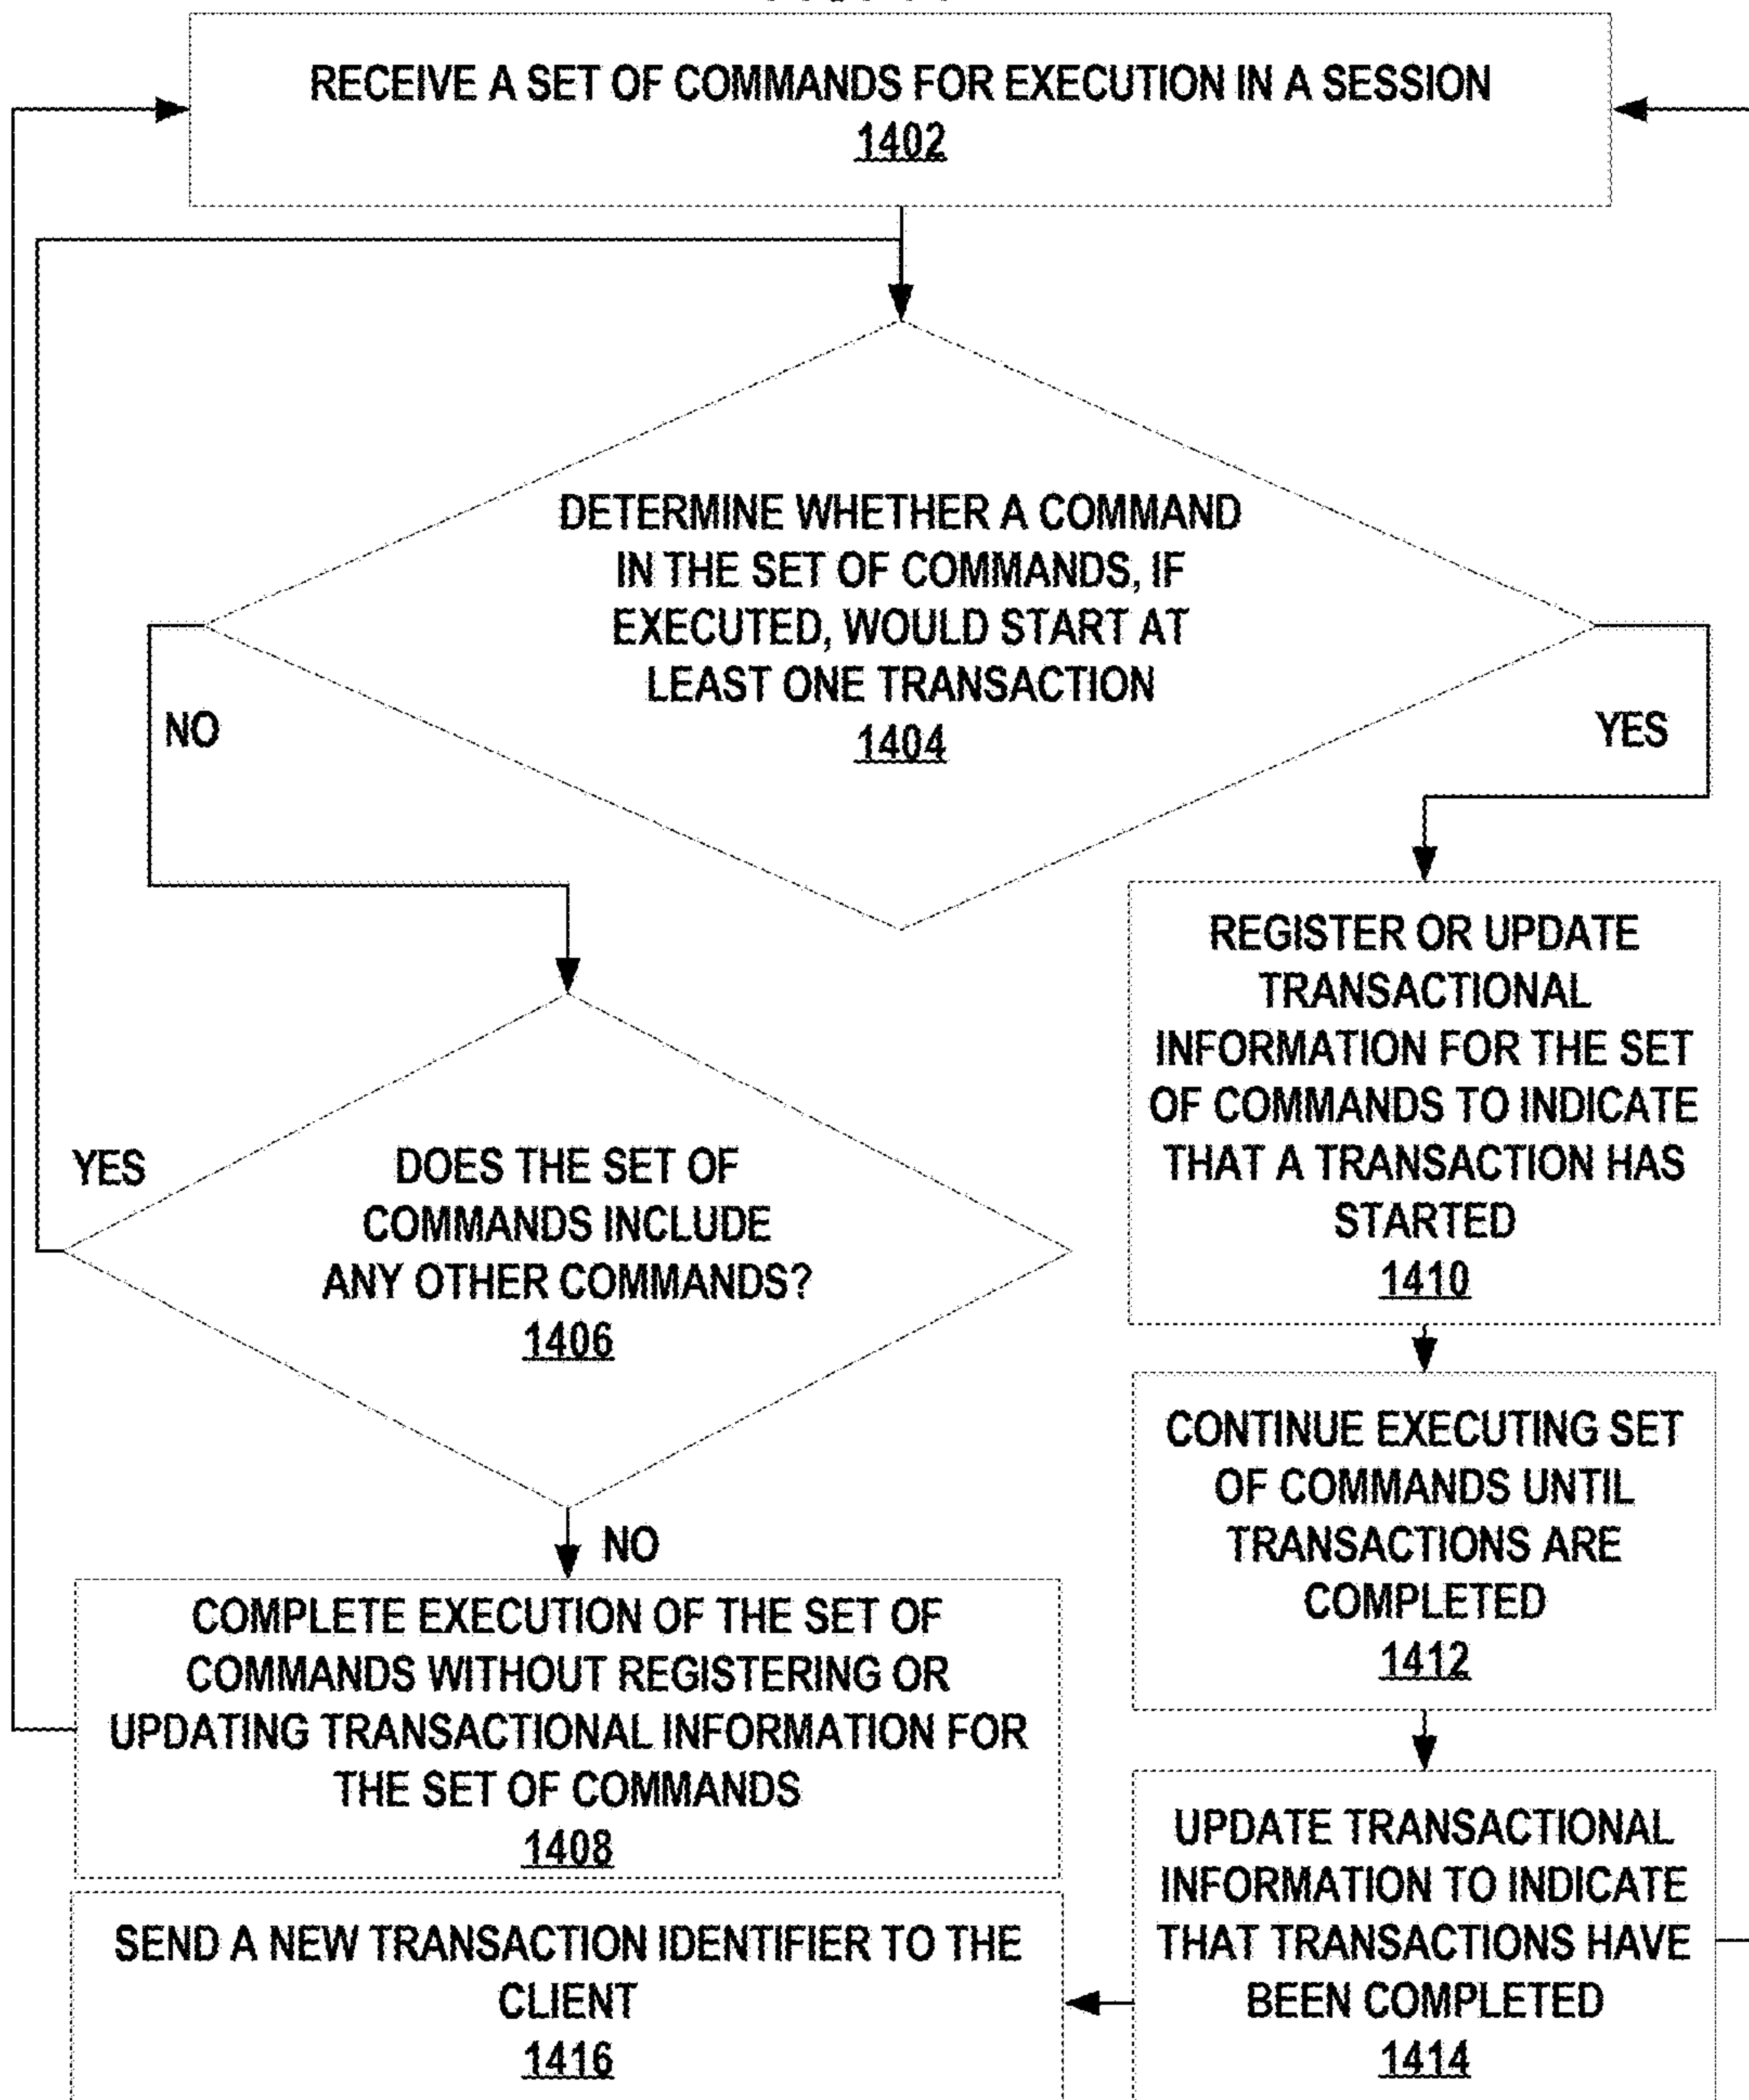 RECEIVE A SET OF COMMANDS FOR EXECUTION IN A SESSION
1402
DETERMINE WHETHER A COMMAND
IN THE SET OF COMMANDS, IF
EXECUTED, WOULD START AT
LEAST ONE TRANSACTION
1404
NO
YES
REGISTER OR UPDATE
TRANSACTIONAL
INFORMATION FOR THE SET
OF COMMANDS TO INDICATE
THAT A TRANSACTION HAS
STARTED
1410
YES
DOES THE SET OF
COMMANDS INCLUDE
ANY OTHER COMMANDS?
1406
NO
CONTINUE EXECUTING SET
OF COMMANDS UNTIL
TRANSACTIONS ARE
COMPLETED
1412
COMPLETE EXECUTION OF THE SET OF
COMMANDS WITHOUT REGISTERING OR
UPDATING TRANSACTIONAL INFORMATION FOR
THE SET OF COMMANDS
1408
UPDATE TRANSACTIONAL
INFORMATION TO INDICATE
THAT TRANSACTIONS HAVE
BEEN COMPLETED
1414
SEND A NEW TRANSACTION IDENTIFIER TO THE
CLIENT
1416